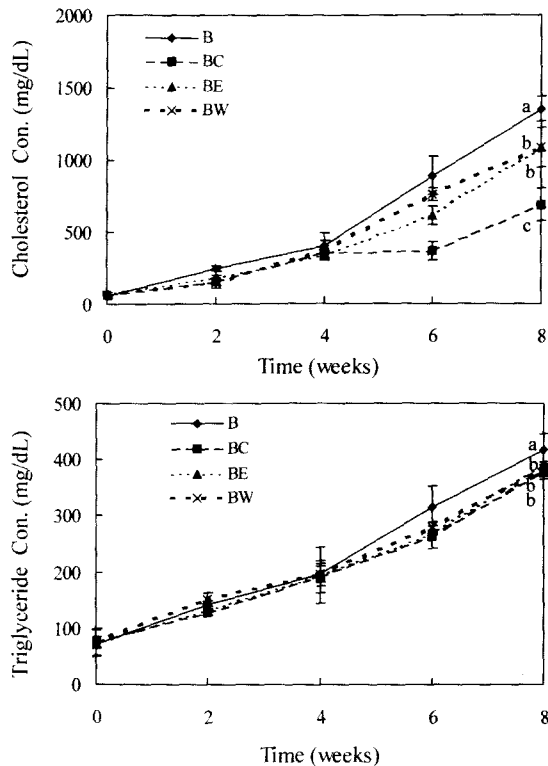 2000
1500
1000
500
0
Cholesterol Con. (mg/dL)
B
BC
BE
BW
a
b
b
c
0 2 4 6 8
Time (weeks)
500
400
300
200
100
0
Triglyceride Con. (mg/dL)
B
BC
BE
BW
a
b
b
b
0 2 4 6 8
Time (weeks)